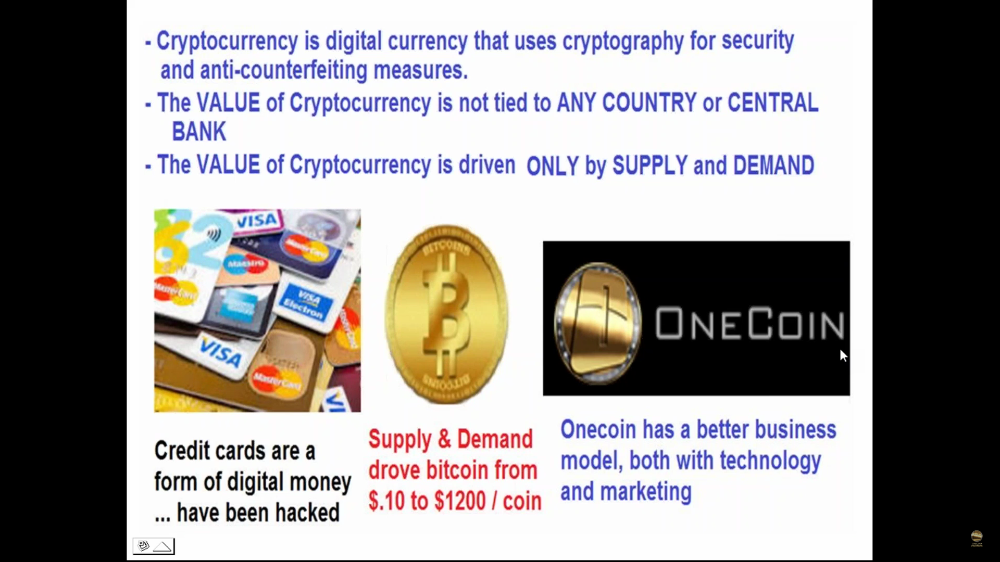 - Cryptocurrency is digital currency that uses cryptography for security
and anti-counterfeiting measures.
- The VALUE of Cryptocurrency is not tied to ANY COUNTRY or CENTRAL
BANK
- The VALUE of Cryptocurrency is driven ONLY by SUPPLY and DEMAND
VISA
MasterCard
Maestro
MasterCard
VISA
Electron
VISA
MasterCard
BITCOINS
B
BITCOINS
ONECOIN
Credit cards are a
form of digital money
... have been hacked
Supply & Demand
drove bitcoin from
$.10 to $1200 / coin
Onecoin has a better business
model, both with technology
and marketing